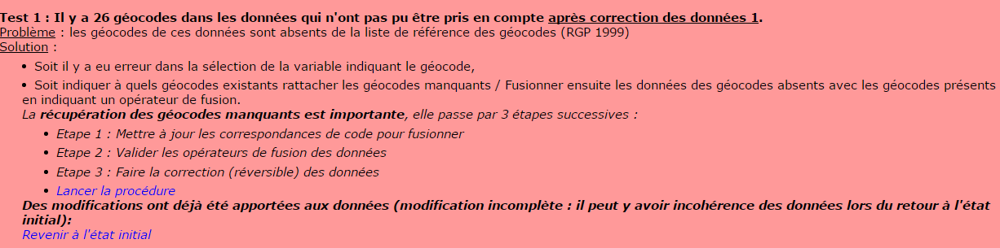 Test 1 : Il y a 26 géocodes dans les données qui n'ont pas pu être pris en compte après correction des données 1.
Problème : les géocodes de ces données sont absents de la liste de référence des géocodes (RGP 1999)
Solution :
• Soit il y a eu erreur dans la sélection de la variable indiquant le géocode,
• Soit indiquer à quels géocodes existants rattacher les géocodes manquants / Fusionner ensuite les données des géocodes absents avec les géocodes présents
en indiquant un opérateur de fusion.
La récupération des géocodes manquants est importante, elle passe par 3 étapes successives :
• Etape 1 : Mettre à jour les correspondances de code pour fusionner
• Etape 2 : Valider les opérateurs de fusion des données
• Etape 3 : Faire la correction (réversible) des données
• Lancer la procédure
Des modifications ont déjà été apportées aux données (modification incomplète : il peut y avoir incohérence des données lors du retour à l'état
initial):
Revenir à l'état initial